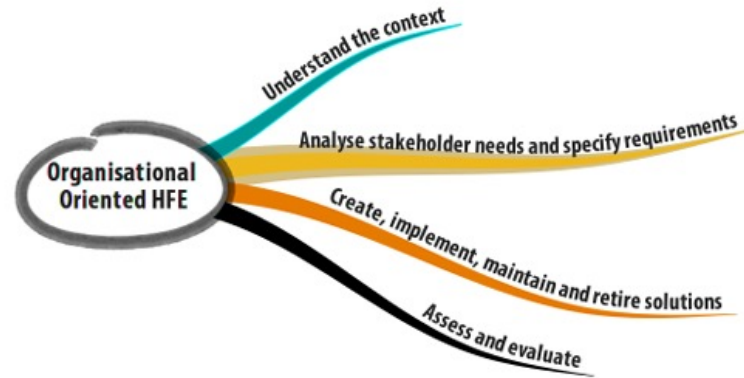 Understand the context
Analyse stakeholder needs and specify requirements
Organisational
Oriented HFE
Create, implement, maintain and retire solutions
Assess and evaluate